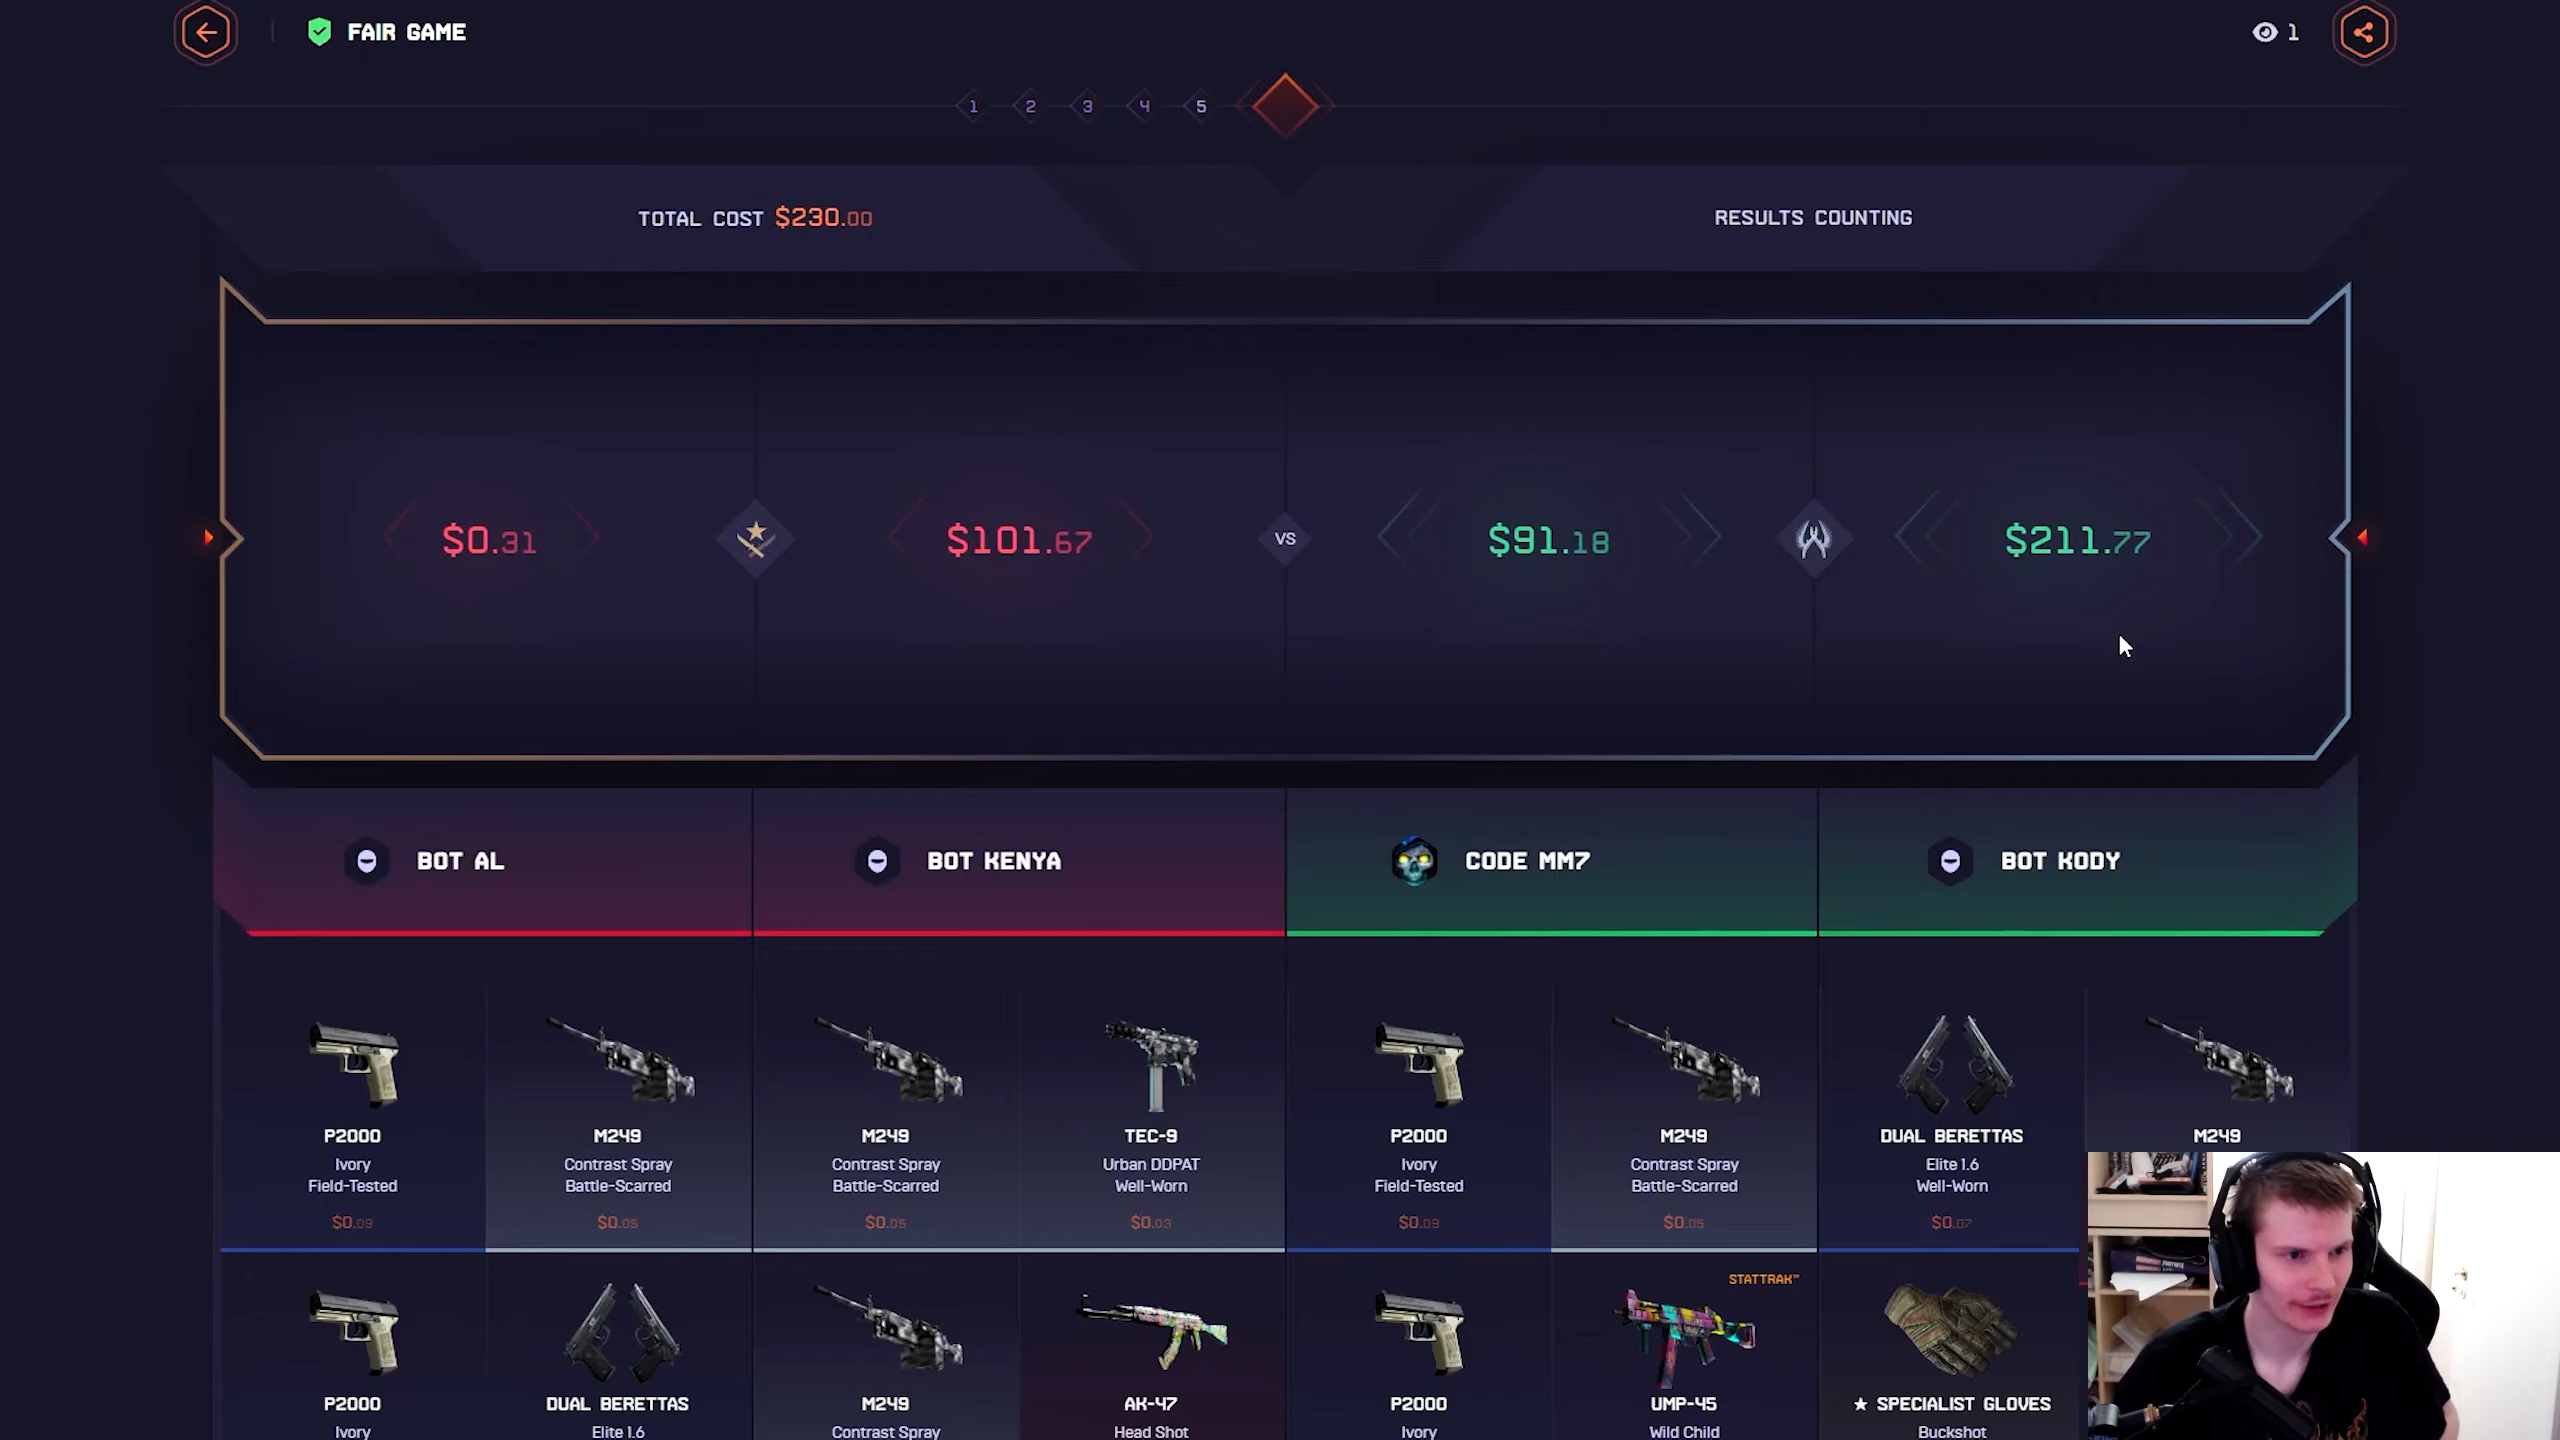 FAIR GAME
1
1 2 3 4 5
TOTAL COST $230.00
RESULTS COUNTING
$0.31
$101.67
VS
$91.18
$211.77
BOT AL
BOT KENYA
CODE MM7
BOT KODY
P2000
Ivory
Field-Tested
$0.09
M249
Contrast Spray
Battle-Scarred
$0.05
M249
Contrast Spray
Battle-Scarred
$0.05
TEC-9
Urban DDPAT
Well-Worn
$0.03
P2000
Ivory
Field-Tested
$0.09
M249
Contrast Spray
Battle-Scarred
$0.05
DUAL BERETTAS
Elite 1.6
Well-Worn
$0.07
M249
P2000
Ivory
DUAL BERETTAS
Elite 1.6
M249
Contrast Spray
AK-47
Head Shot
P2000
Ivory
STATTRAK™
UMP-45
Wild Child
★ SPECIALIST GLOVES
Buckshot